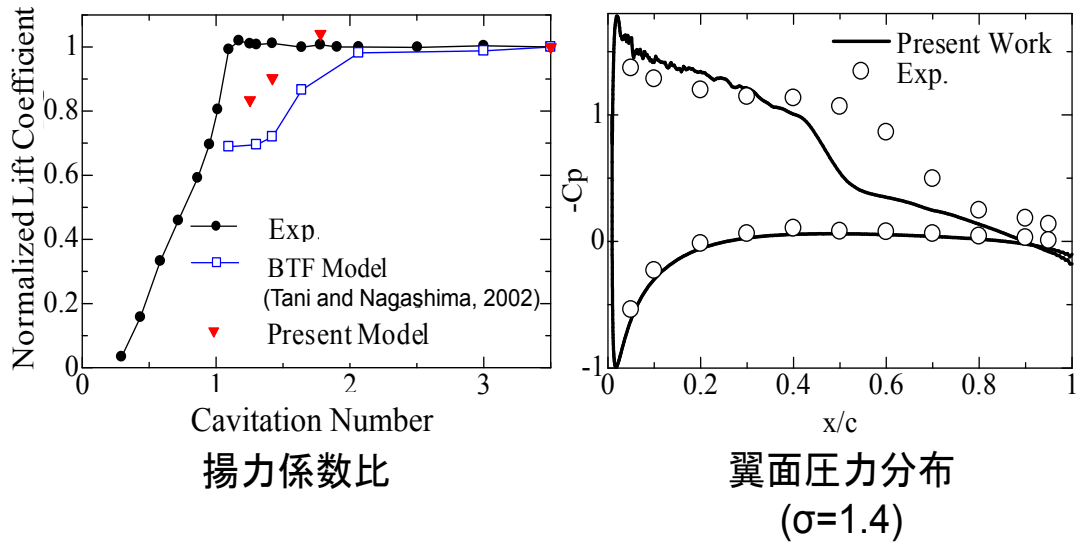 Normalized Lift Coefficient
1
0.8
0.6
0.4
0.2
0
0
1
2
3
Exp.
BTF Model
(Tani and Nagashima, 2002)
Present Model
Cavitation Number
揚力係数比
-Cp
1
0
-1
0
0.2
0.4
0.6
0.8
1
Present Work
Exp.
x/c
翼面圧力分布
(σ=1.4)